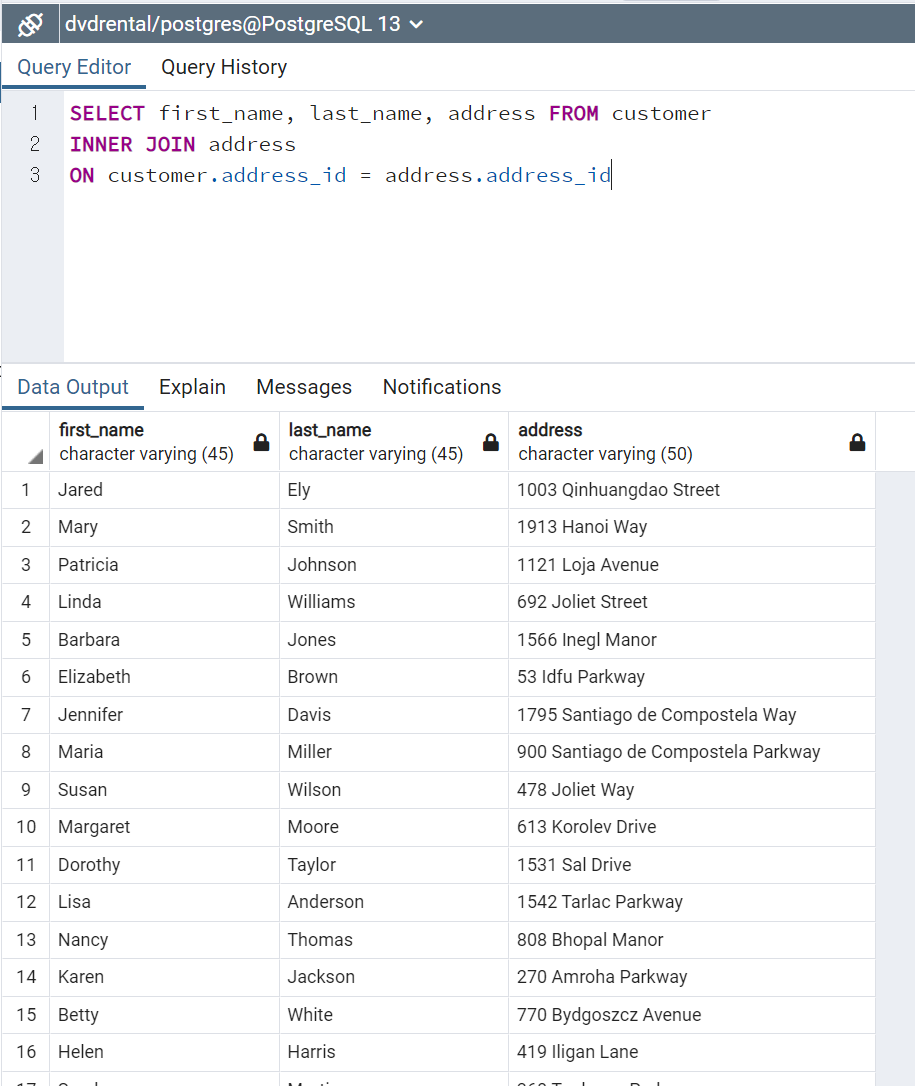 dvdrental/postgres@PostgreSQL 13
Query Editor Query History
1 SELECT first_name, last_name, address FROM customer
2 INNER JOIN address
3 ON customer.address_id = address.address_id
Data Output Explain Messages Notifications
first_name last_name address
character varying (45) character varying (45) character varying (50)
1 Jared Ely 1003 Qinhuangdao Street
2 Mary Smith 1913 Hanoi Way
3 Patricia Johnson 1121 Loja Avenue
4 Linda Williams 692 Joliet Street
5 Barbara Jones 1566 Inegl Manor
6 Elizabeth Brown 53 Idfu Parkway
7 Jennifer Davis 1795 Santiago de Compostela Way
8 Maria Miller 900 Santiago de Compostela Parkway
9 Susan Wilson 478 Joliet Way
10 Margaret Moore 613 Korolev Drive
11 Dorothy Taylor 1531 Sal Drive
12 Lisa Anderson 1542 Tarlac Parkway
13 Nancy Thomas 808 Bhopal Manor
14 Karen Jackson 270 Amroha Parkway
15 Betty White 770 Bydgoszcz Avenue
16 Helen Harris 419 Iligan Lane